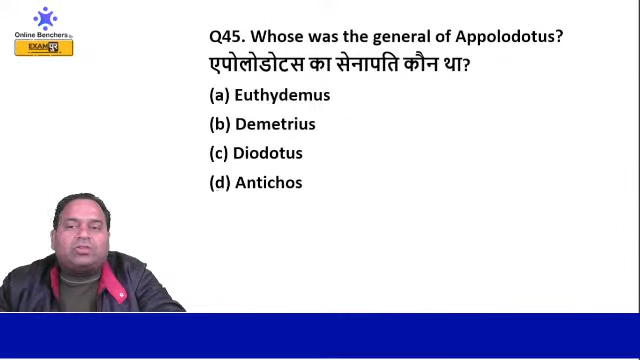 Online Benchers
EXAM पुर
Q45. Whose was the general of Appolodotus?
एपोलोडोटस का सेनापति कौन था?
(a) Euthydemus
(b) Demetrius
(c) Diodotus
(d) Antichos